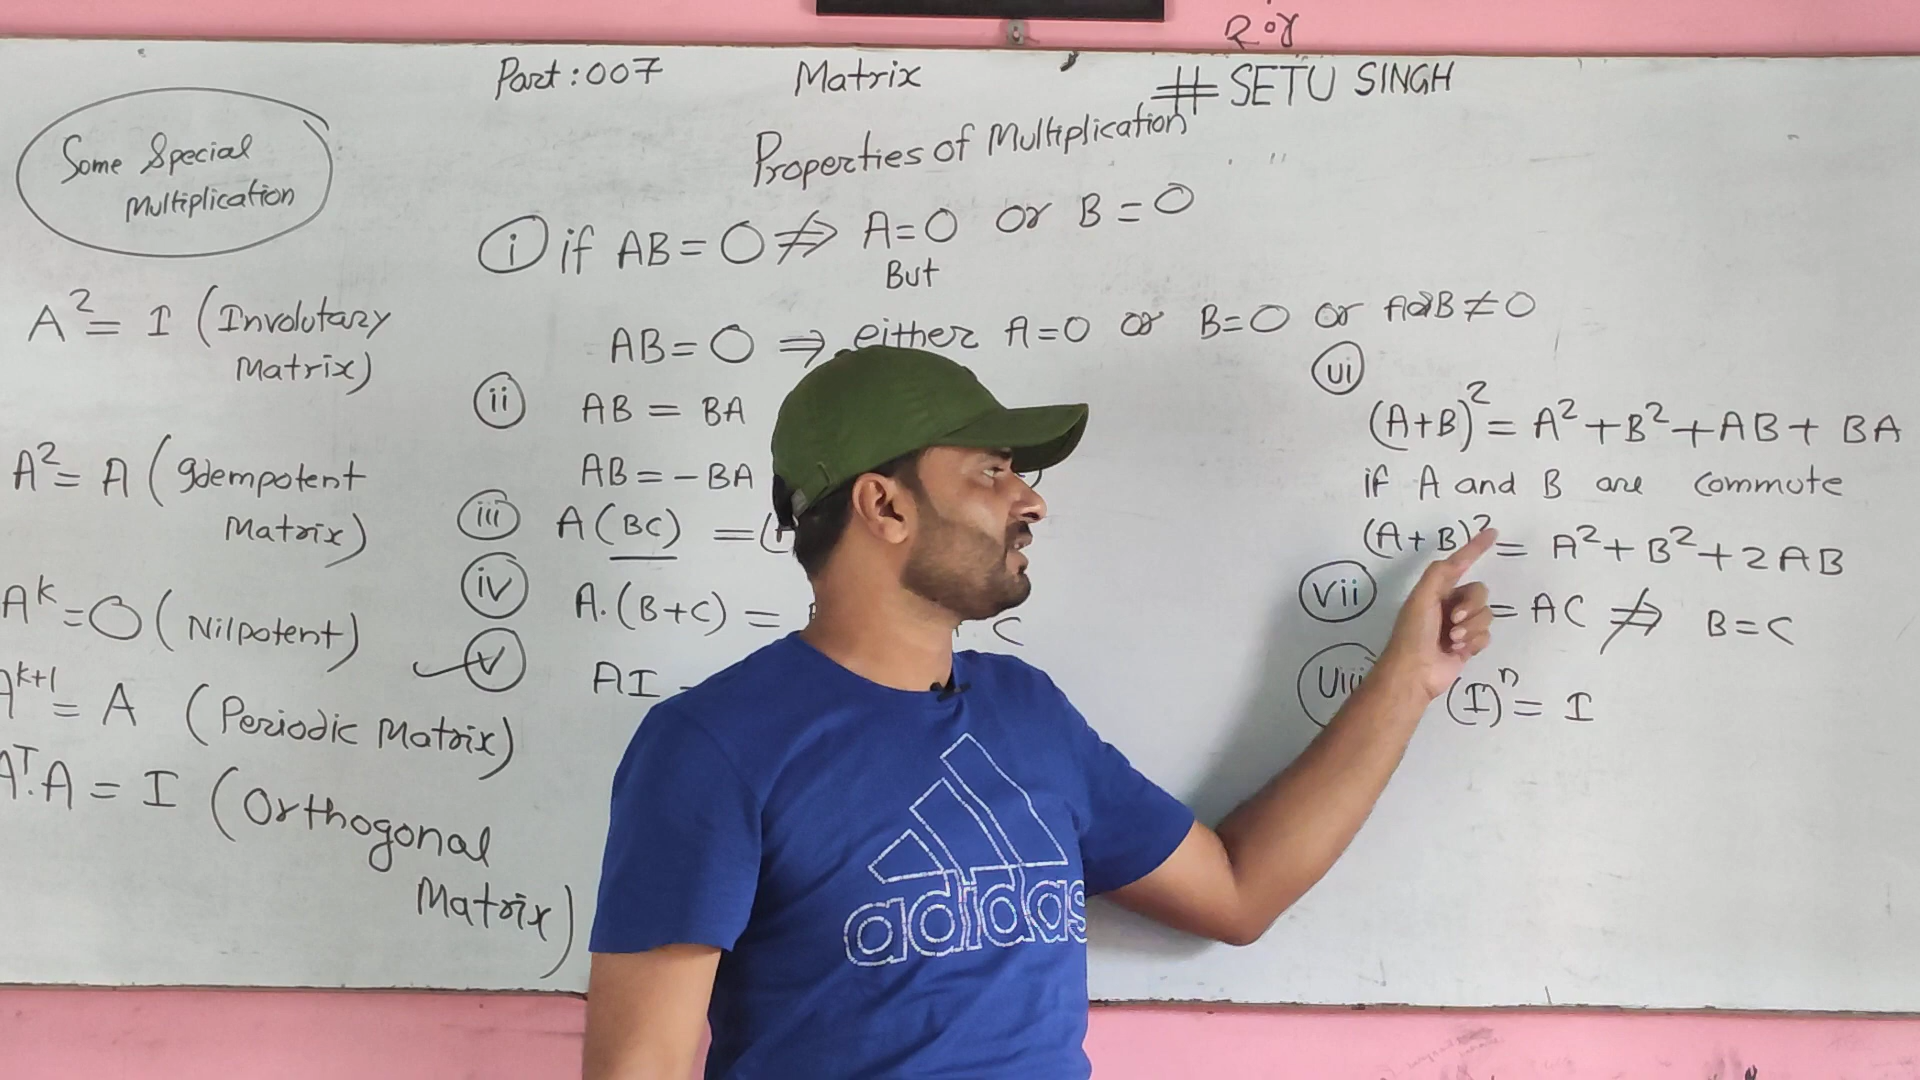 Roy
Part:007 Matrix # SETU SINGH
Properties of Multiplication
Some Special
Multiplication
A² = I (Involutary
Matrix)
A² = A (Idempotent
Matrix)
A^k = O (Nilpotent)
A^k+1 = A (Periodic Matrix)
A^T.A = I (Orthogonal
Matrix)
(i) if AB = O ⇏ A=O or B=O
But
AB = O ⇒ either A=O or B=O or A&B≠O
(ii) AB = BA
AB = -BA )
(iii) A(BC) = (
(iv) A.(B+C) = C
(v) AI
(vi)
(A+B)² = A²+B²+AB+BA
if A and B are commute
(A+B)² = A²+B²+2AB
(vii) = AC ⇏ B=C
(viii) (I)^n = I
adidas